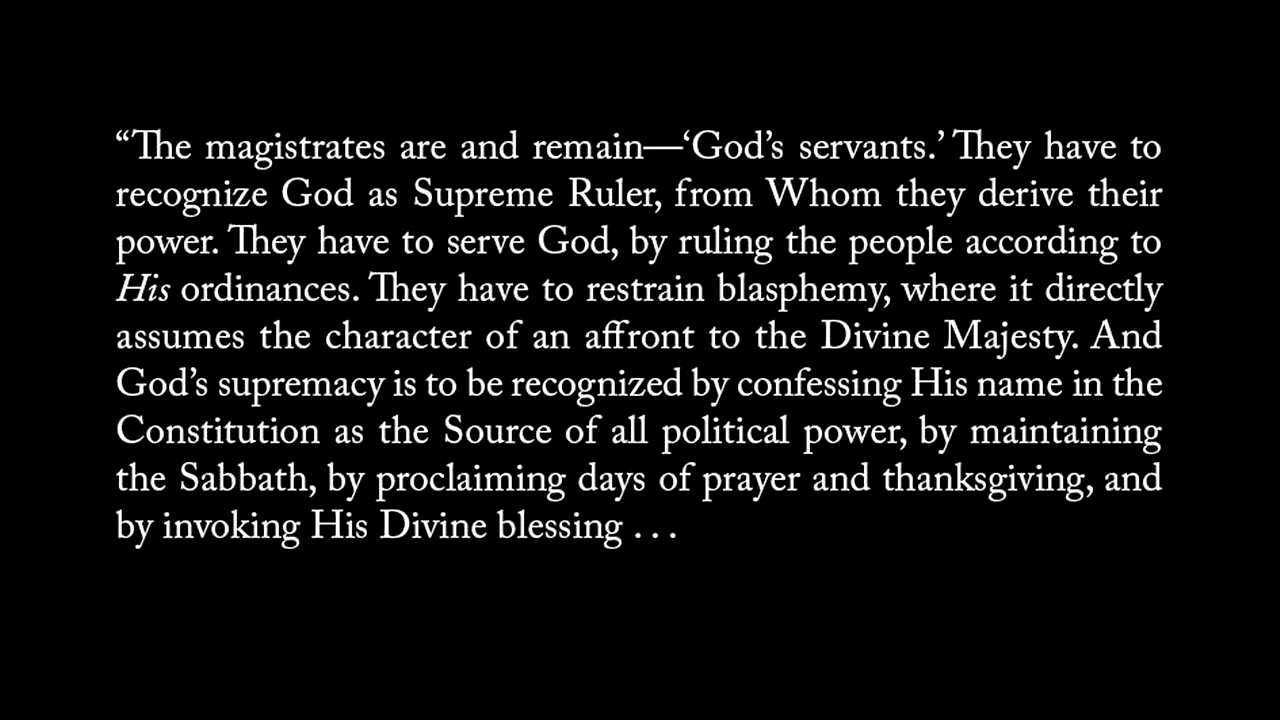 “The magistrates are and remain—‘God’s servants.’ They have to
recognize God as Supreme Ruler, from Whom they derive their
power. They have to serve God, by ruling the people according to
His ordinances. They have to restrain blasphemy, where it directly
assumes the character of an affront to the Divine Majesty. And
God’s supremacy is to be recognized by confessing His name in the
Constitution as the Source of all political power, by maintaining
the Sabbath, by proclaiming days of prayer and thanksgiving, and
by invoking His Divine blessing . . .